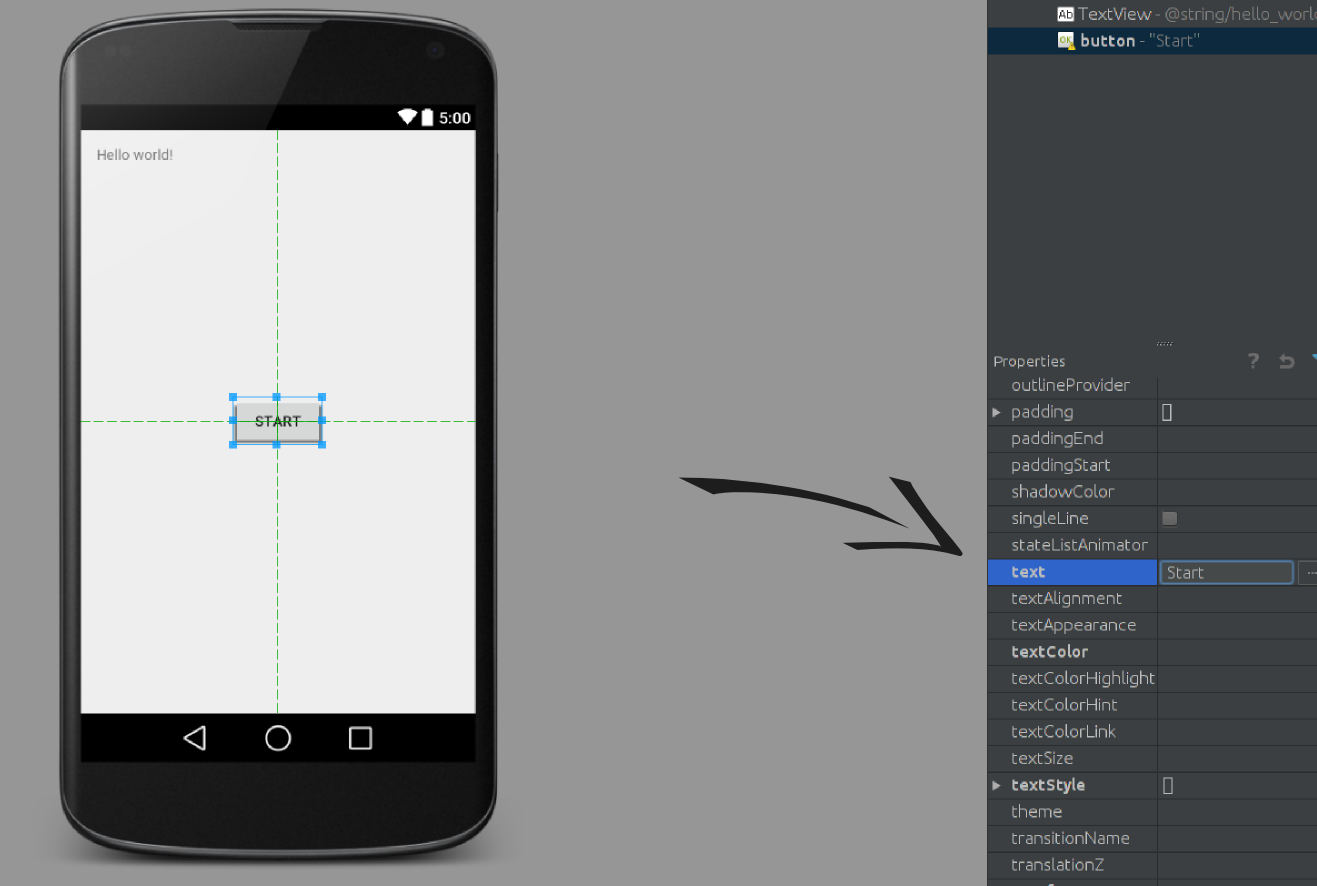 5:00
Hello world!
START
Ab TextView - @string/hello_world
OK button - "Start"
Properties ?
outlineProvider
padding []
paddingEnd
paddingStart
shadowColor
singleLine
stateListAnimator
text Start ...
textAlignment
textAppearance
textColor
textColorHighlight
textColorHint
textColorLink
textSize
textStyle []
theme
transitionName
translationZ